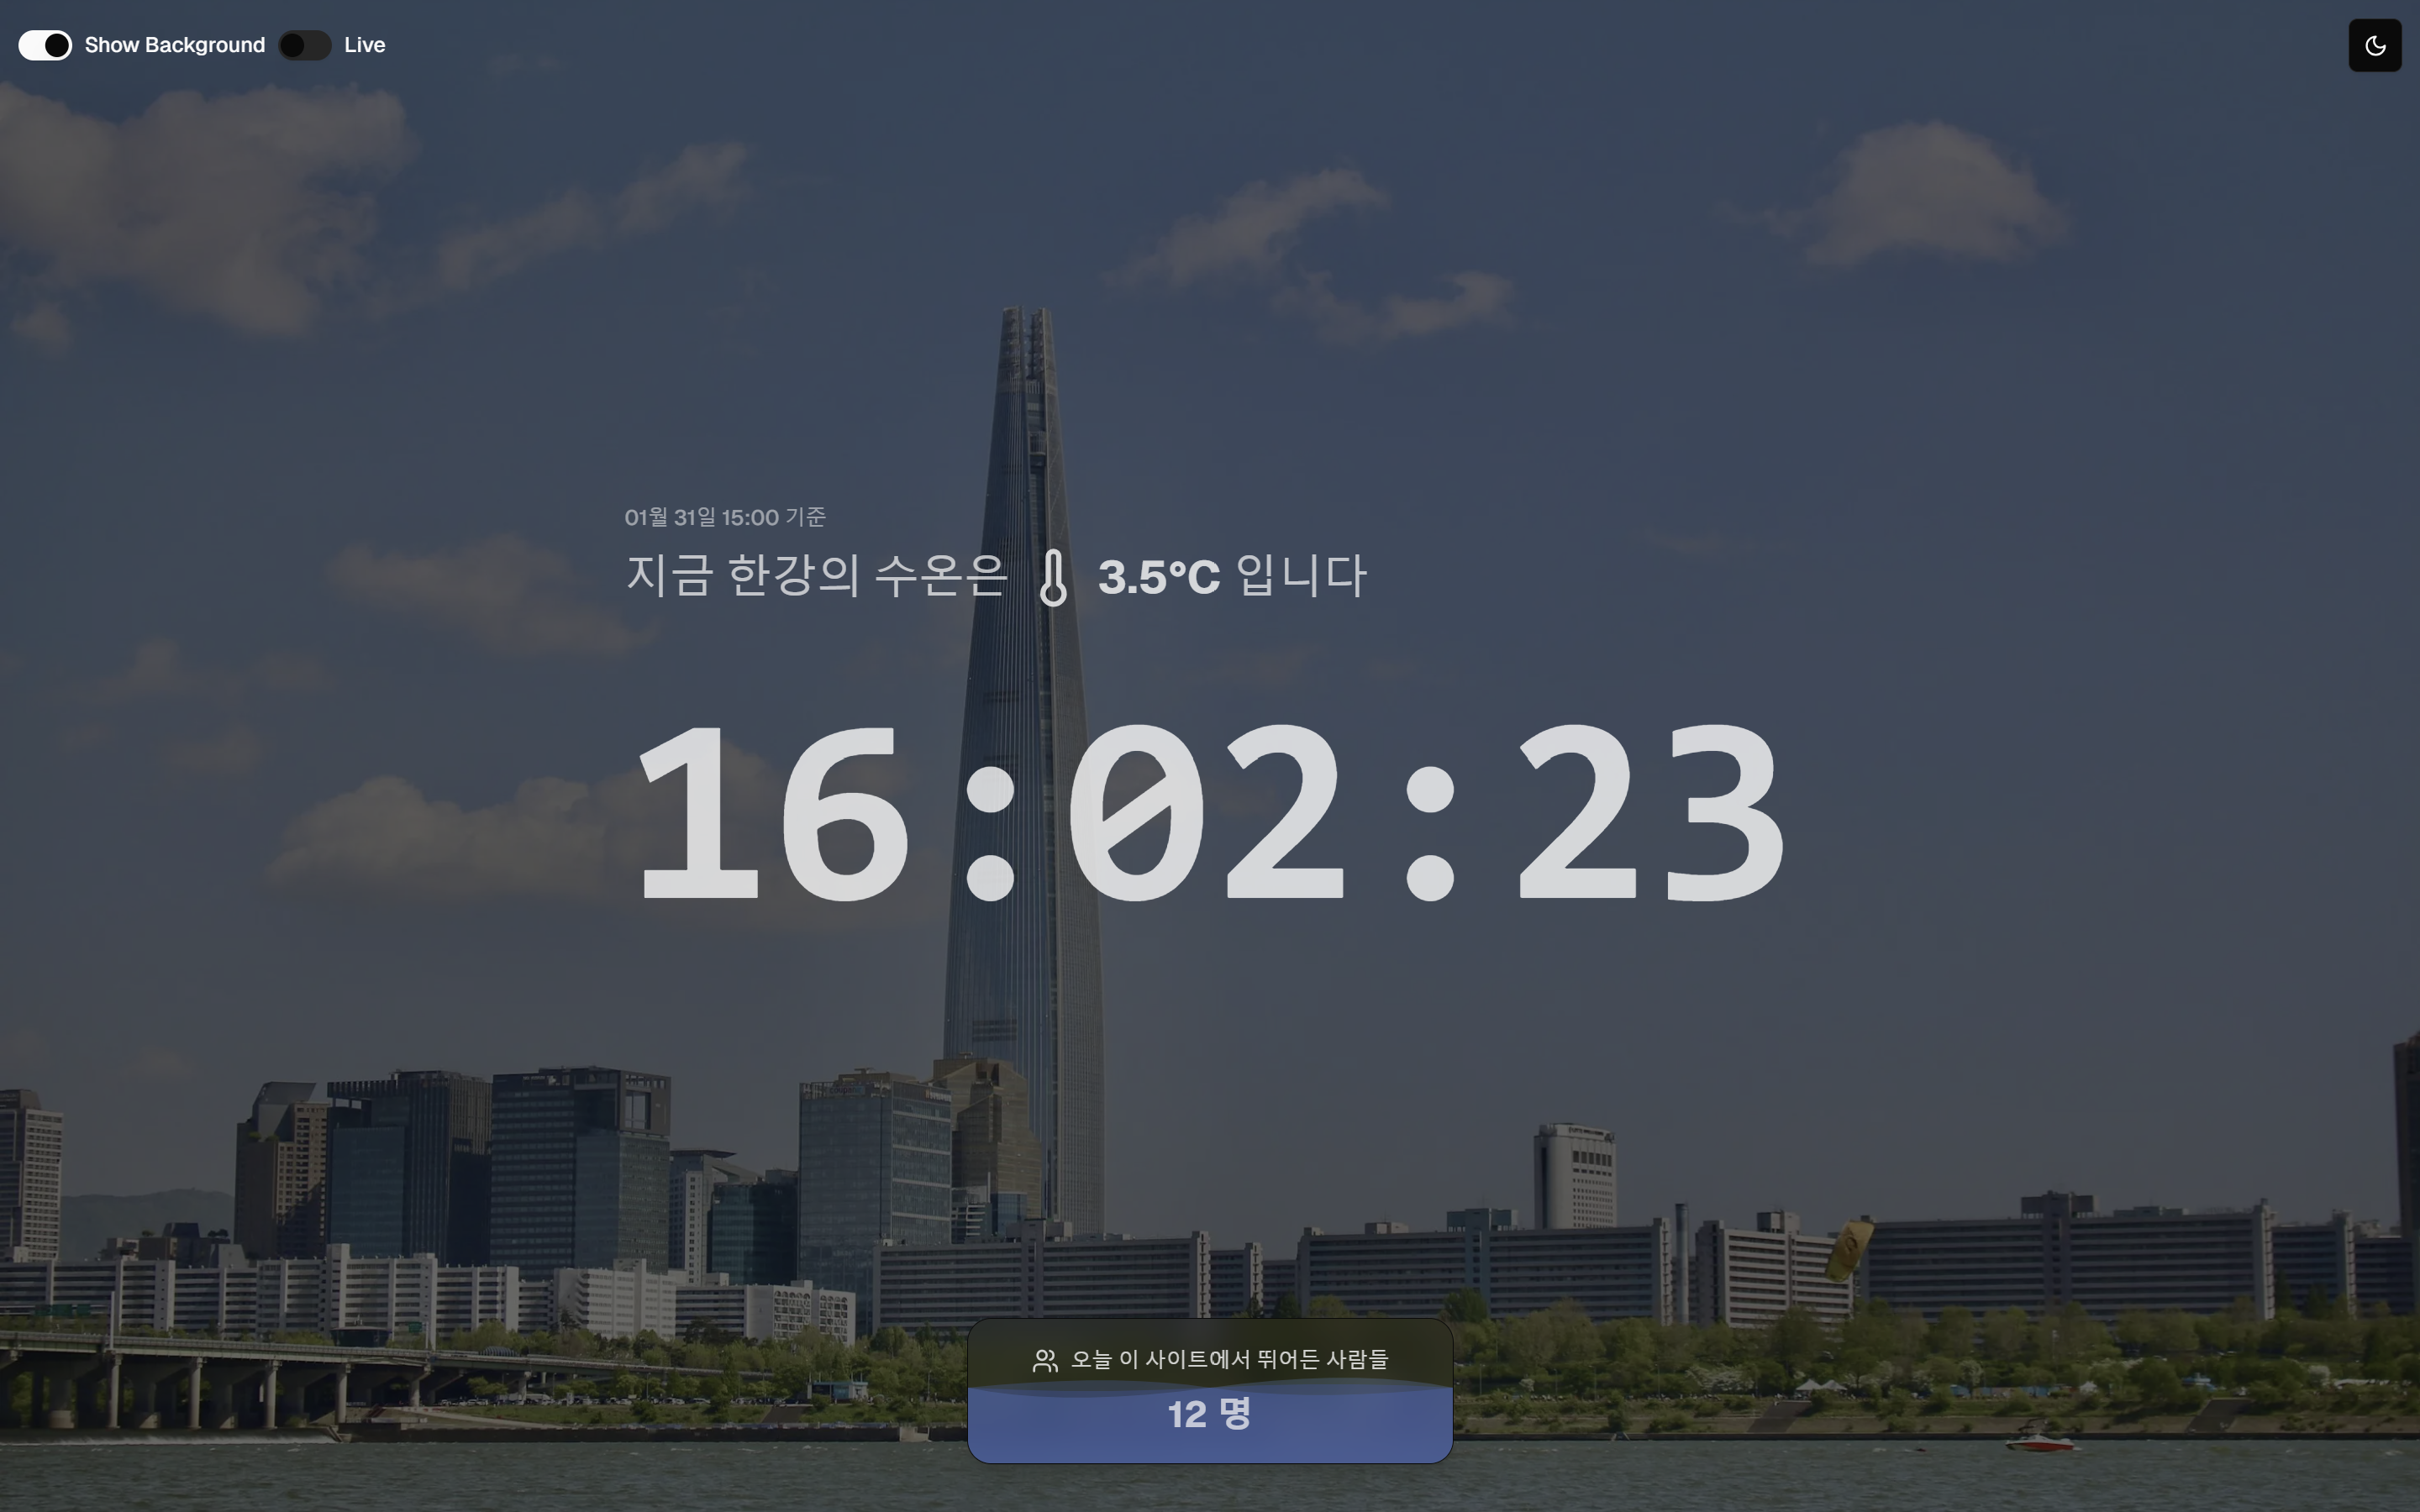 Show Background Live
01월 31일 15:00 기준
지금 한강의 수온은 3.5°C 입니다
16:02:23
오늘 이 사이트에서 뛰어든 사람들
12 명